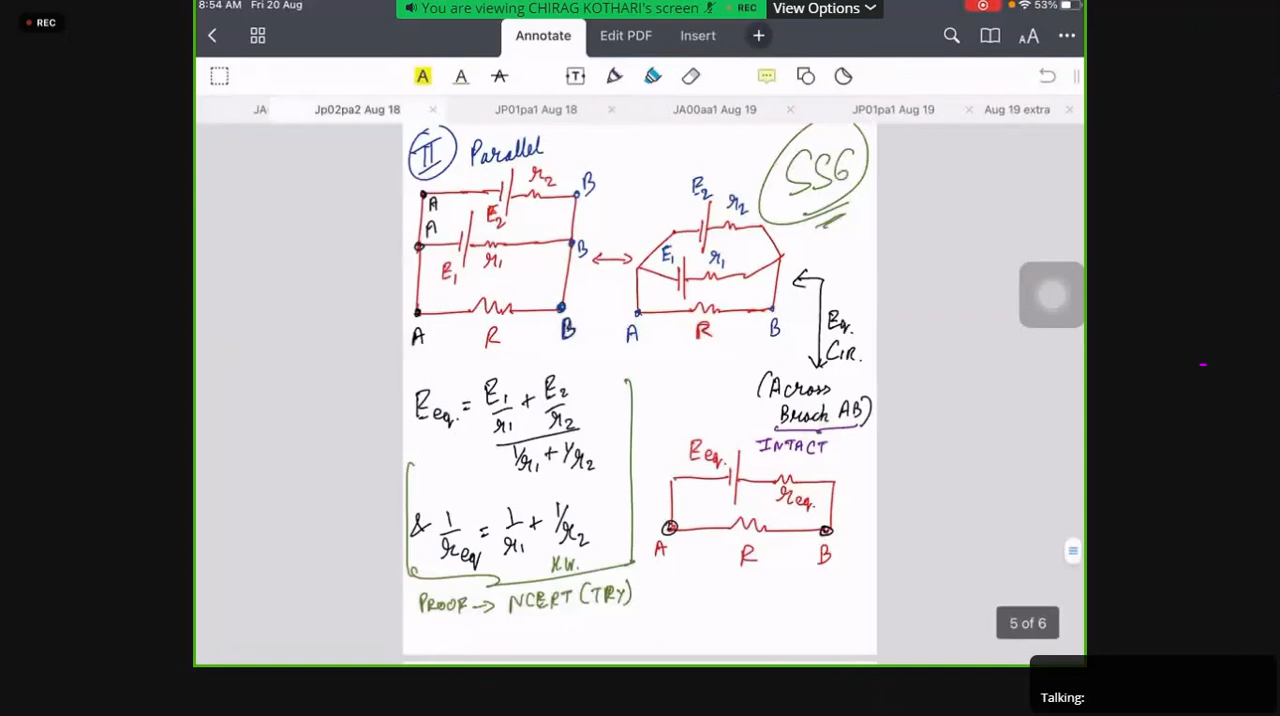 REC
8:54 AM Fri 20 Aug
You are viewing CHIRAG KOTHARI's screen
REC
View Options
53%
Annotate
Edit PDF
Insert
A
A
A
T
AA
JA
Jp02pa2 Aug 18
JP01pa1 Aug 18
JA00aa1 Aug 19
JP01pa1 Aug 19
Aug 19 extra
II Parallel
SS6
r2
B
A
E2
A
B
E1
r1
A
R
B
E2
r2
E1
r1
A
R
B
Eq.
CIR.
(Across
Branch AB)
INTACT
Eeq. = E1/r1 + E2/r2
1/r1 + 1/r2
& 1/req = 1/r1 + 1/r2
H.W.
PROOF → NCERT (TRY)
Eeq.
req.
A
R
B
5 of 6
Talking: